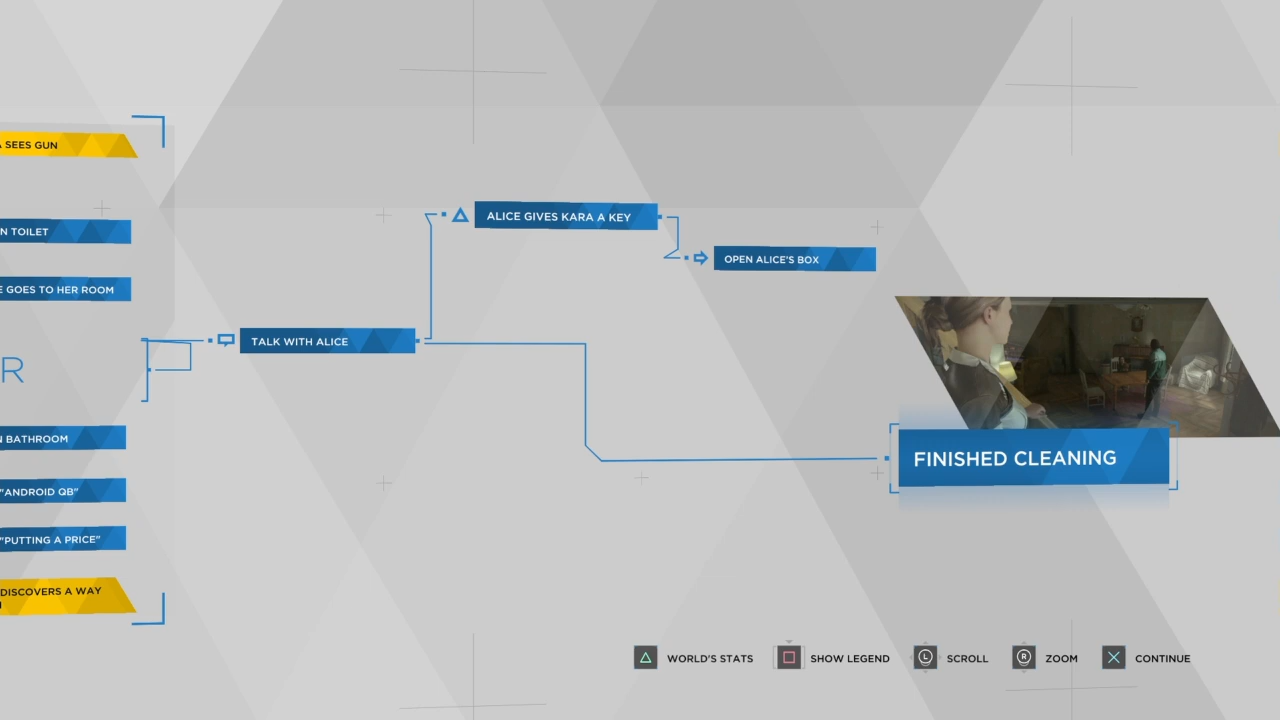 SEES GUN
N TOILET
E GOES TO HER ROOM
R
N BATHROOM
"ANDROID QB"
"PUTTING A PRICE"
DISCOVERS A WAY
TALK WITH ALICE
ALICE GIVES KARA A KEY
OPEN ALICE'S BOX
FINISHED CLEANING
WORLD'S STATS
SHOW LEGEND
L SCROLL
R ZOOM
CONTINUE